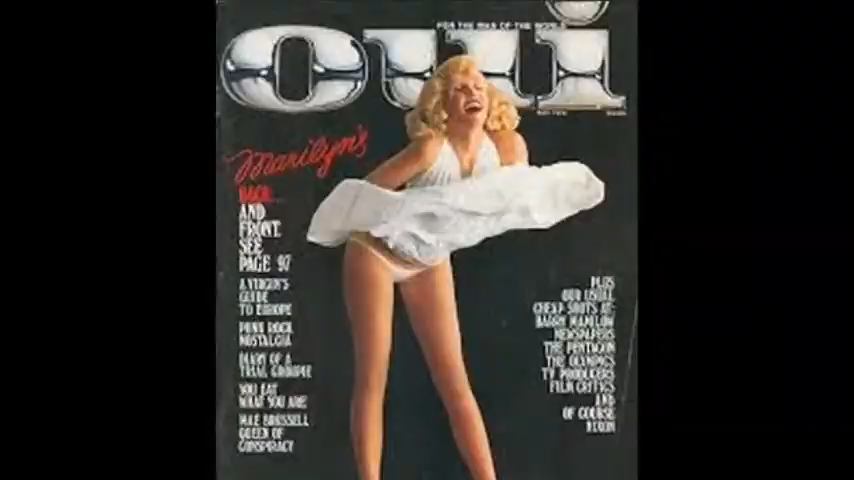 FOR THE MAN OF THE WORLD
oui
Marilyn's
BACK...
AND
FRONT.
SEE
PAGE 97
A VIRGIN'S
GUIDE
TO EUROPE
PUNK ROCK
NOSTALGIA
DIARY OF A
TRIAL GROUPIE
YOU EAT
WHAT YOU ARE
MAE BRUSSELL
QUEEN OF
CONSPIRACY
PLUS
OUR USUAL
CHEAP SHOTS AT:
BARRY MANILOW
NEWSPAPERS
THE PENTAGON
THE OLYMPICS
TV PRODUCERS
FILM CRITICS
AND
OF COURSE
NIXON